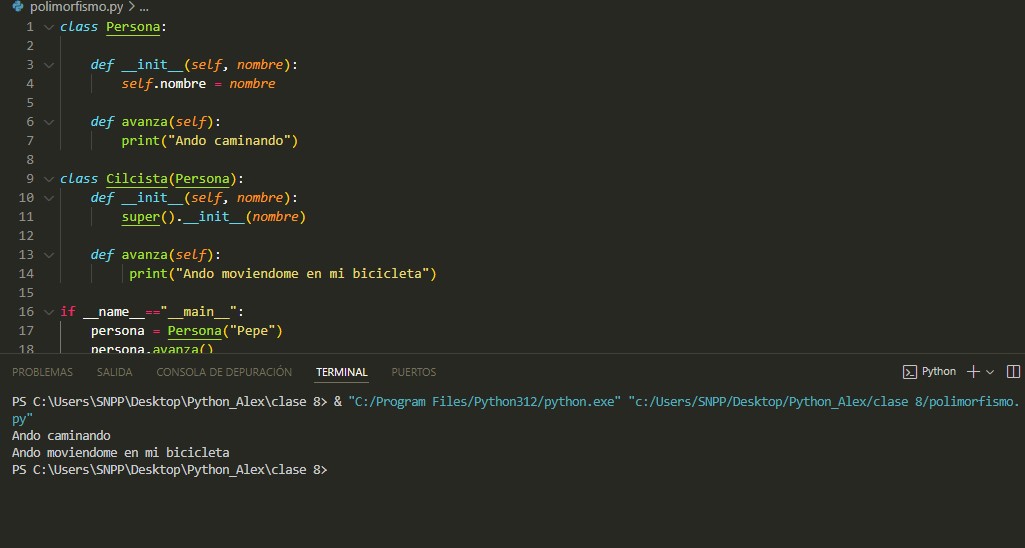 polimorfismo.py > ...
1 class Persona:
2
3 def __init__(self, nombre):
4 self.nombre = nombre
5
6 def avanza(self):
7 print("Ando caminando")
8
9 class Cilcista(Persona):
10 def __init__(self, nombre):
11 super().__init__(nombre)
12
13 def avanza(self):
14 print("Ando moviendome en mi bicicleta")
15
16 if __name__=="__main__":
17 persona = Persona("Pepe")
18 persona.avanza()
PROBLEMAS SALIDA CONSOLA DE DEPURACIÓN TERMINAL PUERTOS Python
PS C:\Users\SNPP\Desktop\Python_Alex\clase 8> & "C:/Program Files/Python312/python.exe" "c:/Users/SNPP/Desktop/Python_Alex/clase 8/polimorfismo.
py"
Ando caminando
Ando moviendome en mi bicicleta
PS C:\Users\SNPP\Desktop\Python_Alex\clase 8>